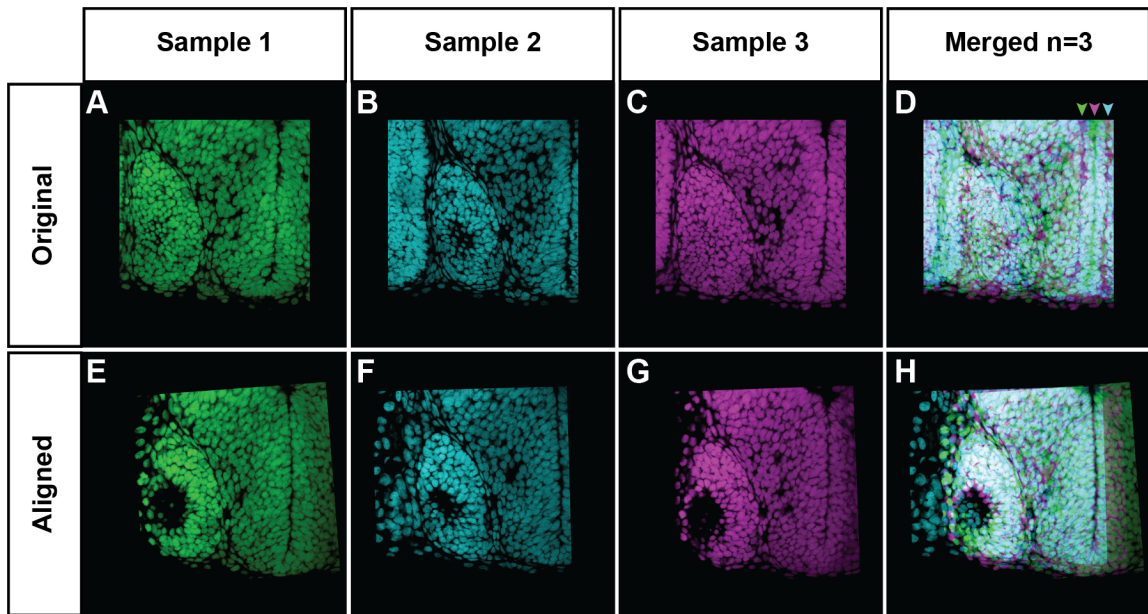 Sample 1
Sample 2
Sample 3
Merged n=3
Original
A
B
C
D
Aligned
E
F
G
H